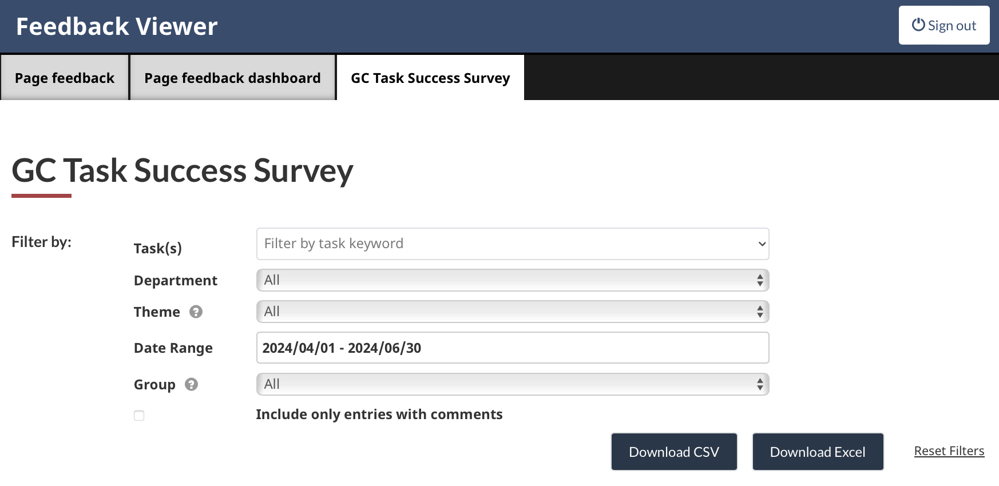 Feedback Viewer
Sign out
Page feedback
Page feedback dashboard
GC Task Success Survey
GC Task Success Survey
Filter by:
Task(s)
Filter by task keyword
Department
All
Theme ?
All
Date Range
2024/04/01 - 2024/06/30
Group ?
All
Include only entries with comments
Download CSV
Download Excel
Reset Filters